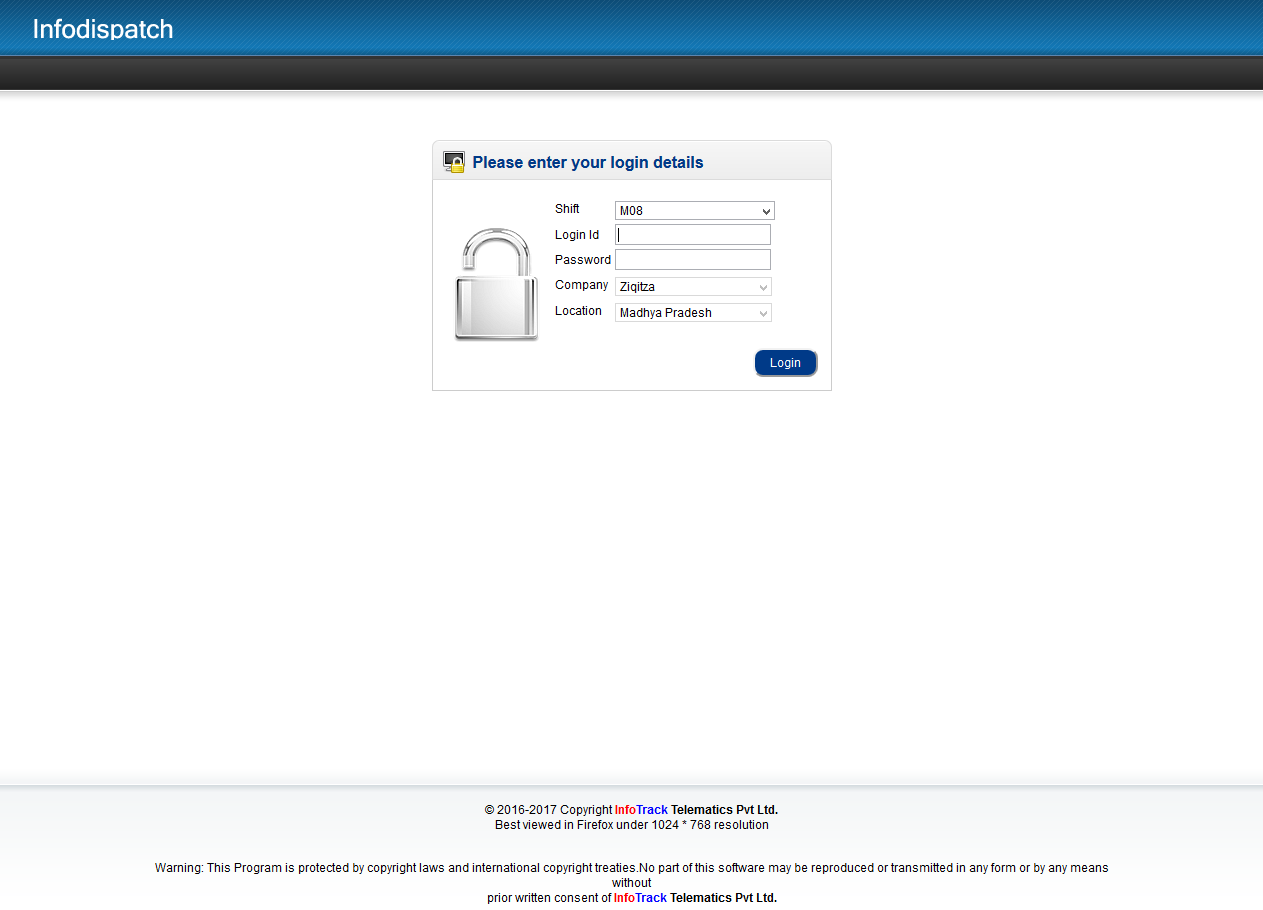 Infodispatch
Please enter your login details
Shift M08
Login Id
Password
Company Ziqitza
Location Madhya Pradesh
Login
© 2016-2017 Copyright InfoTrack Telematics Pvt Ltd.
Best viewed in Firefox under 1024 * 768 resolution
Warning: This Program is protected by copyright laws and international copyright treaties.No part of this software may be reproduced or transmitted in any form or by any means
without
prior written consent of InfoTrack Telematics Pvt Ltd.